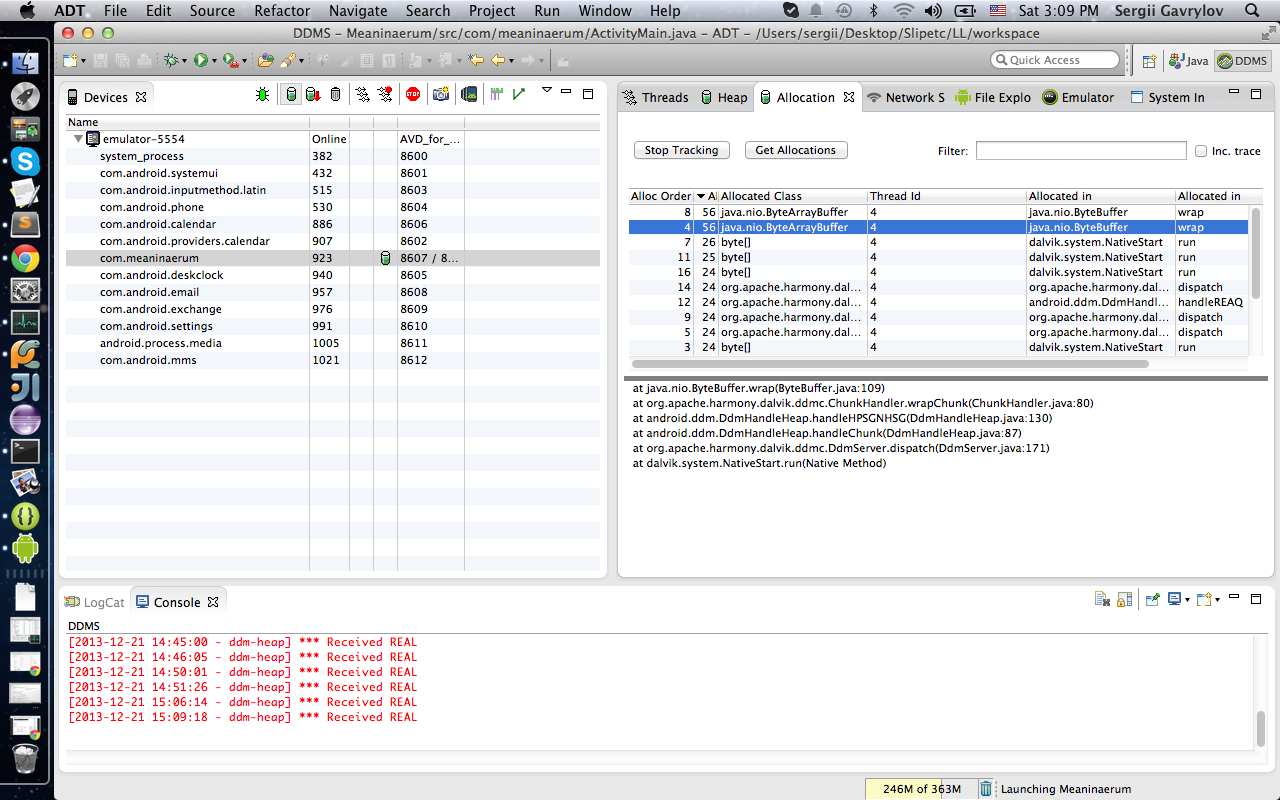 ADT File Edit Source Refactor Navigate Search Project Run Window Help Sat 3:09 PM Sergii Gavrylov
DDMS – Meaninaerum/src/com/meaninaerum/ActivityMain.java – ADT – /Users/sergii/Desktop/Slipetc/LL/workspace
Quick Access Java DDMS
Devices
Name
emulator-5554 Online AVD_for_...
system_process 382 8600
com.android.systemui 432 8601
com.android.inputmethod.latin 515 8603
com.android.phone 530 8604
com.android.calendar 886 8606
com.android.providers.calendar 907 8602
com.meaninaerum 923 8607 / 8...
com.android.deskclock 940 8605
com.android.email 957 8608
com.android.exchange 976 8609
com.android.settings 991 8610
android.process.media 1005 8611
com.android.mms 1021 8612
Threads Heap Allocation Network S File Explo Emulator System In
Stop Tracking Get Allocations Filter: Inc. trace
Alloc Order Al Allocated Class Thread Id Allocated in Allocated in
8 56 java.nio.ByteArrayBuffer 4 java.nio.ByteBuffer wrap
4 56 java.nio.ByteArrayBuffer 4 java.nio.ByteBuffer wrap
7 26 byte[] 4 dalvik.system.NativeStart run
11 25 byte[] 4 dalvik.system.NativeStart run
16 24 byte[] 4 dalvik.system.NativeStart run
14 24 org.apache.harmony.dal... 4 org.apache.harmony.dal... dispatch
12 24 org.apache.harmony.dal... 4 android.ddm.DdmHandl... handleREAQ
9 24 org.apache.harmony.dal... 4 org.apache.harmony.dal... dispatch
5 24 org.apache.harmony.dal... 4 org.apache.harmony.dal... dispatch
3 24 byte[] 4 dalvik.system.NativeStart run
at java.nio.ByteBuffer.wrap(ByteBuffer.java:109)
at org.apache.harmony.dalvik.ddmc.ChunkHandler.wrapChunk(ChunkHandler.java:80)
at android.ddm.DdmHandleHeap.handleHPSGNHSG(DdmHandleHeap.java:130)
at android.ddm.DdmHandleHeap.handleChunk(DdmHandleHeap.java:87)
at org.apache.harmony.dalvik.ddmc.DdmServer.dispatch(DdmServer.java:171)
at dalvik.system.NativeStart.run(Native Method)
LogCat Console
DDMS
[2013-12-21 14:45:00 - ddm-heap] *** Received REAL
[2013-12-21 14:46:05 - ddm-heap] *** Received REAL
[2013-12-21 14:50:01 - ddm-heap] *** Received REAL
[2013-12-21 14:51:26 - ddm-heap] *** Received REAL
[2013-12-21 15:06:14 - ddm-heap] *** Received REAL
[2013-12-21 15:09:18 - ddm-heap] *** Received REAL
246M of 363M Launching Meaninaerum